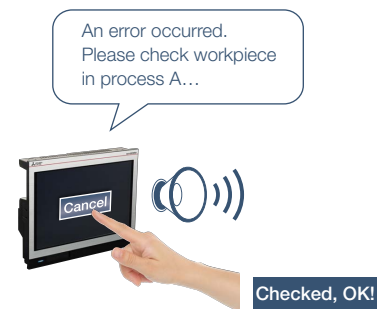 An error occurred.
Please check workpiece
in process A…
Cancel
Checked, OK!